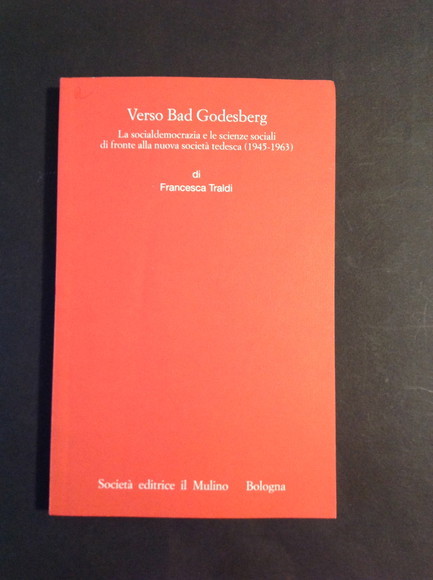 Verso Bad Godesberg
La socialdemocrazia e le scienze sociali
di fronte alla nuova società tedesca (1945-1963)
di
Francesca Traldi
Società editrice il Mulino Bologna